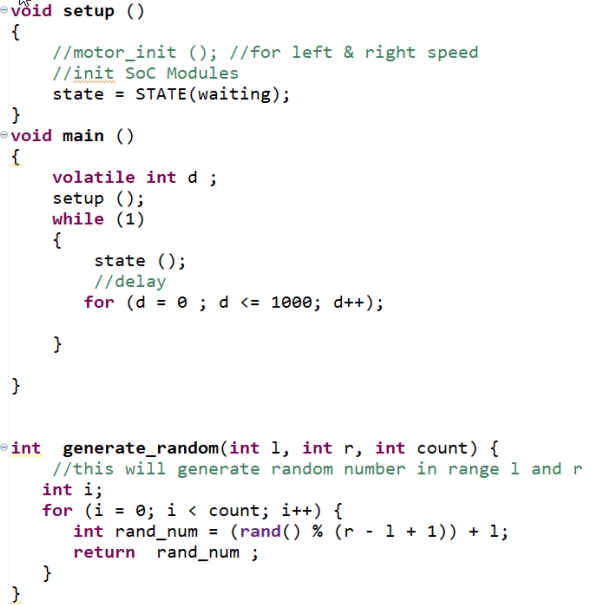 void setup ()
{
    //motor_init (); //for left & right speed
    //init SoC Modules
    state = STATE(waiting);
}
void main ()
{
    volatile int d ;
    setup ();
    while (1)
    {
        state ();
        //delay
       for (d = 0 ; d <= 1000; d++);
    }
}
int  generate_random(int l, int r, int count) {
    //this will generate random number in range l and r
   int i;
   for (i = 0; i < count; i++) {
      int rand_num = (rand() % (r - l + 1)) + l;
      return  rand_num ;
   }
}